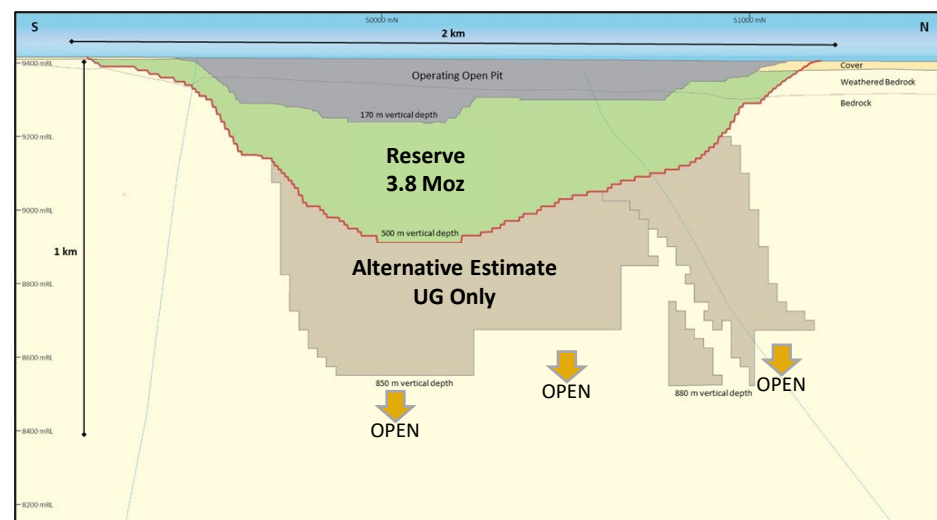 S
50000 mN
51000 mN
N
2 km
9400 mRL
Cover
Operating Open Pit
Weathered Bedrock
Bedrock
170 m vertical depth
9200 mRL
Reserve
3.8 Moz
9000 mRL
500 m vertical depth
1 km
Alternative Estimate
UG Only
8800 mRL
8600 mRL
850 m vertical depth
OPEN
OPEN
880 m vertical depth
OPEN
8400 mRL
8200 mRL